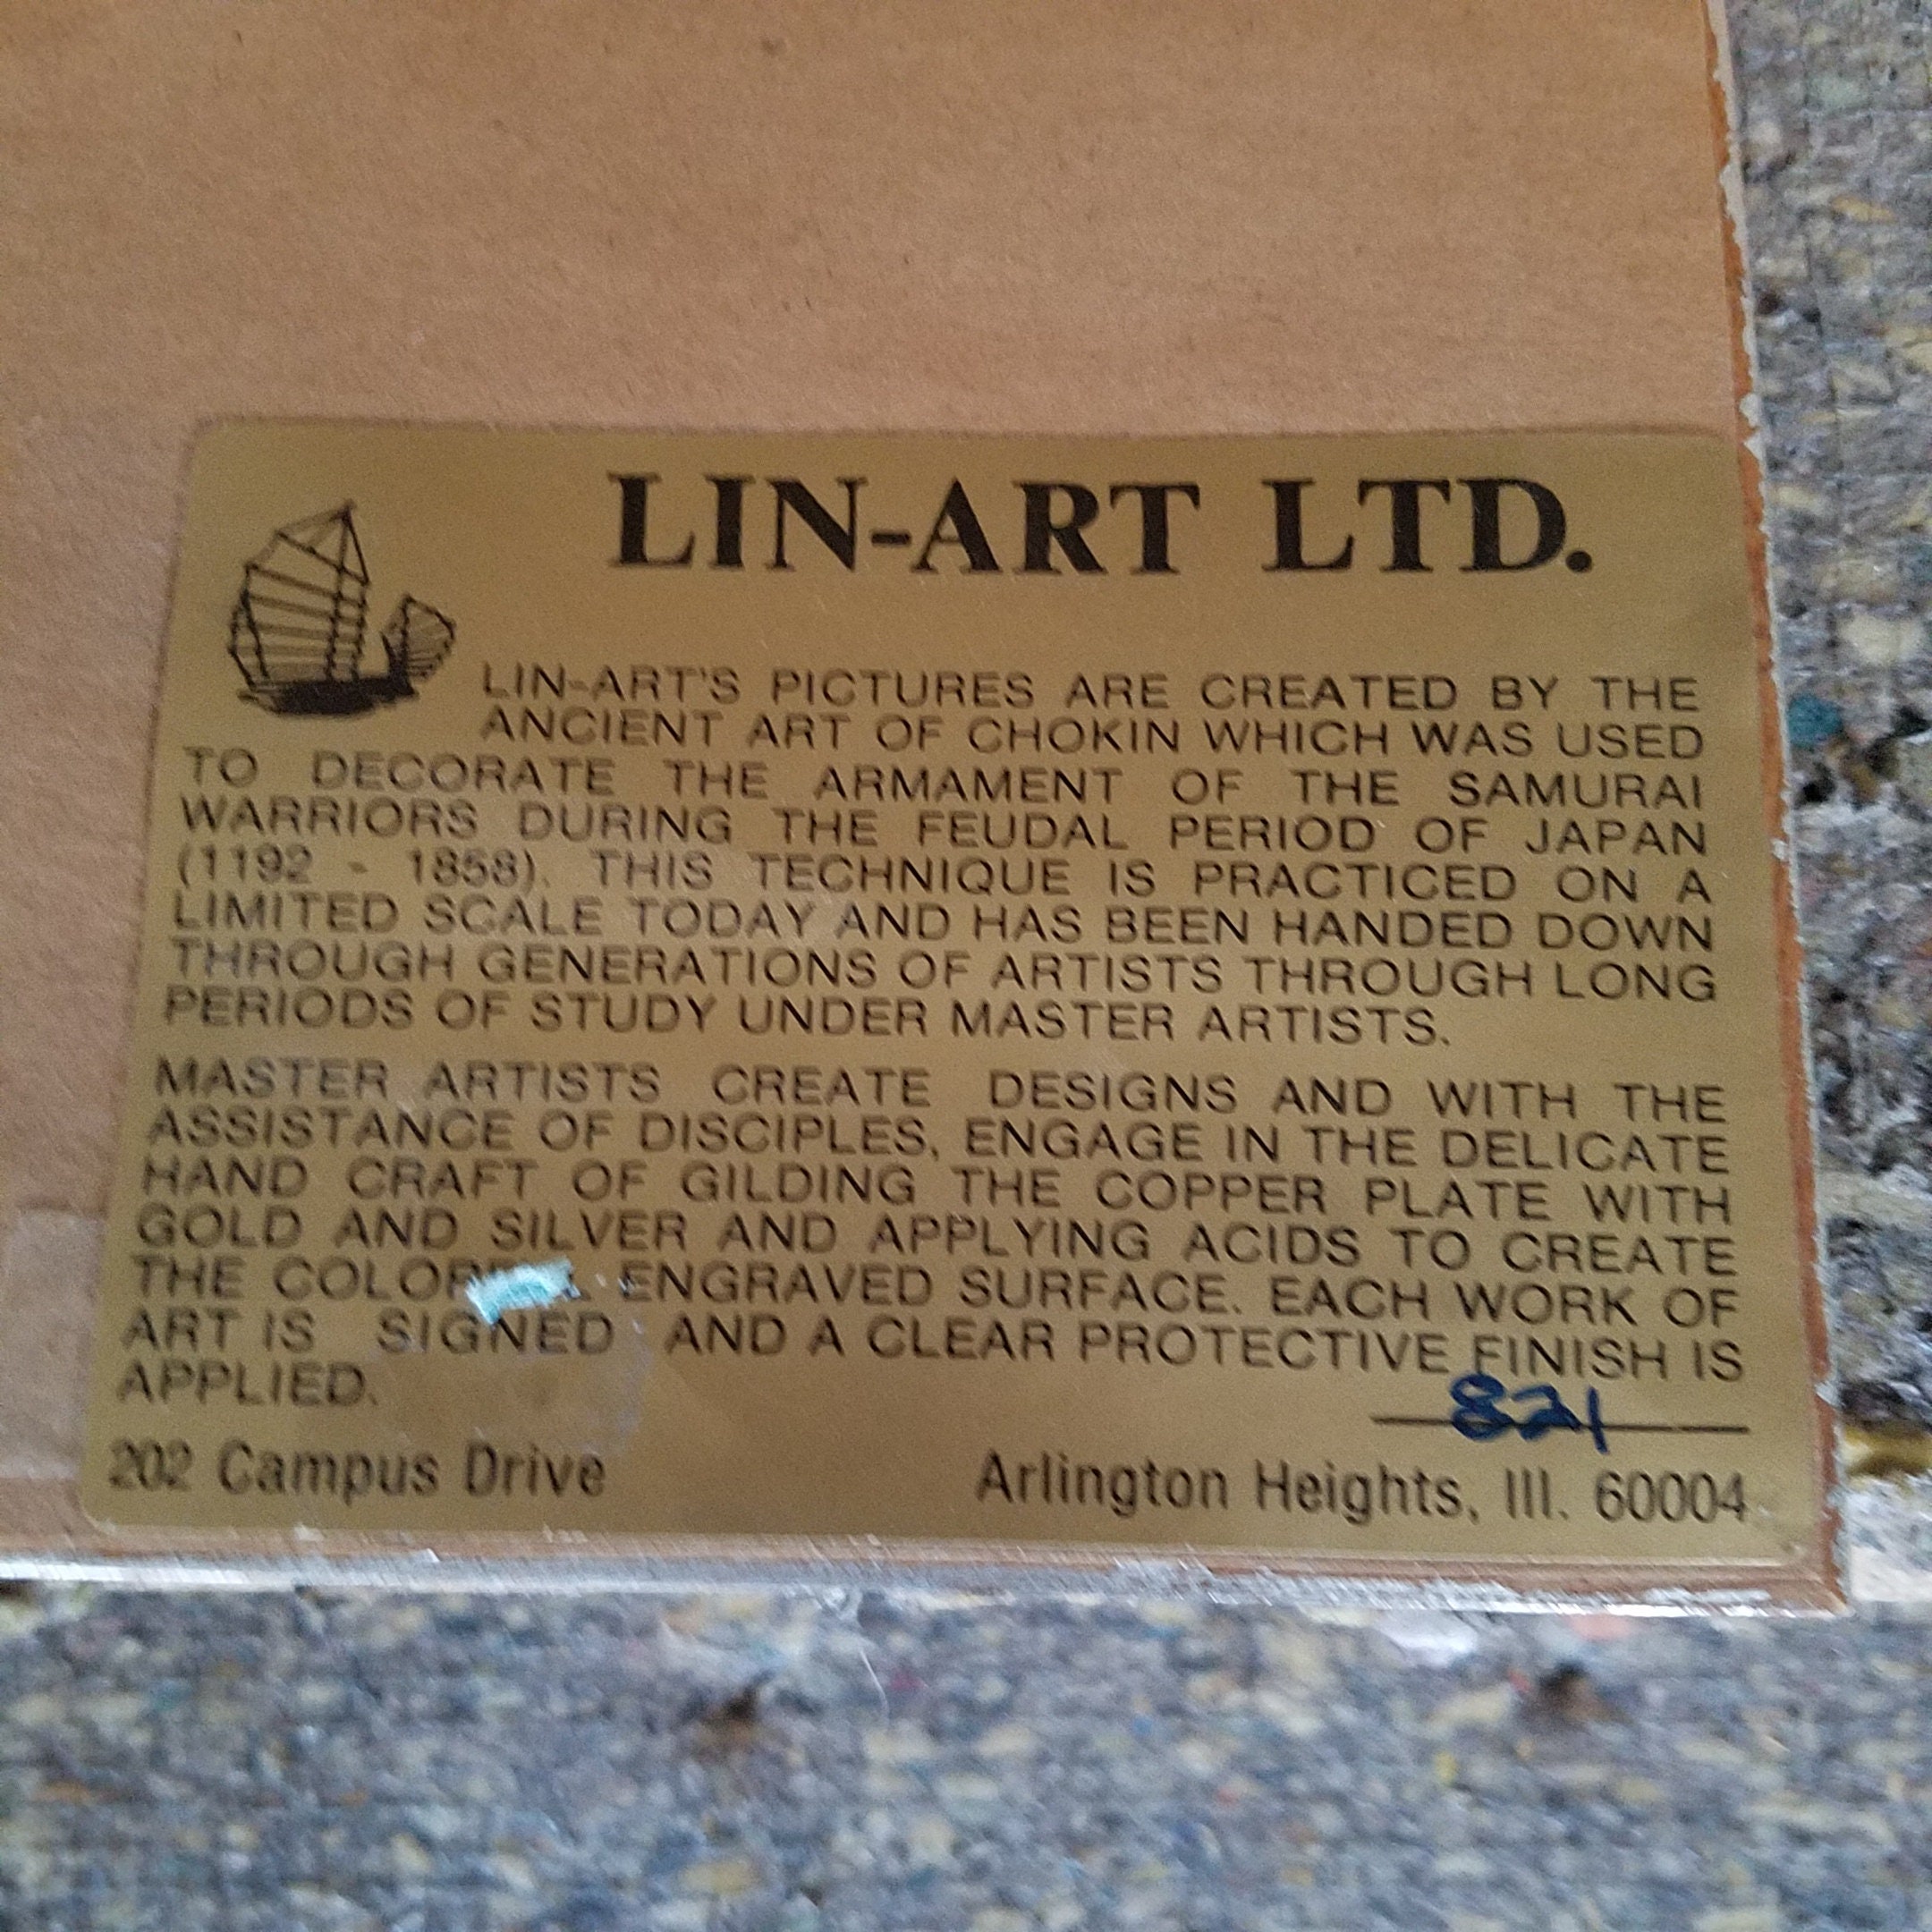 LIN-ART LTD.
LIN-ART'S PICTURES ARE CREATED BY THE
ANCIENT ART OF CHOKIN WHICH WAS USED
TO DECORATE THE ARMAMENT OF THE SAMURAI
WARRIORS DURING THE FEUDAL PERIOD OF JAPAN
(1192 - 1858). THIS TECHNIQUE IS PRACTICED ON A
LIMITED SCALE TODAY AND HAS BEEN HANDED DOWN
THROUGH GENERATIONS OF ARTISTS THROUGH LONG
PERIODS OF STUDY UNDER MASTER ARTISTS.
MASTER ARTISTS CREATE DESIGNS AND WITH THE
ASSISTANCE OF DISCIPLES, ENGAGE IN THE DELICATE
HAND CRAFT OF GILDING THE COPPER PLATE WITH
GOLD AND SILVER AND APPLYING ACIDS TO CREATE
THE ENGRAVED SURFACE. EACH WORK OF
ART IS SIGNED AND A CLEAR PROTECTIVE FINISH IS
APPLIED.
821
202 Campus Drive Arlington Heights, Ill. 60004